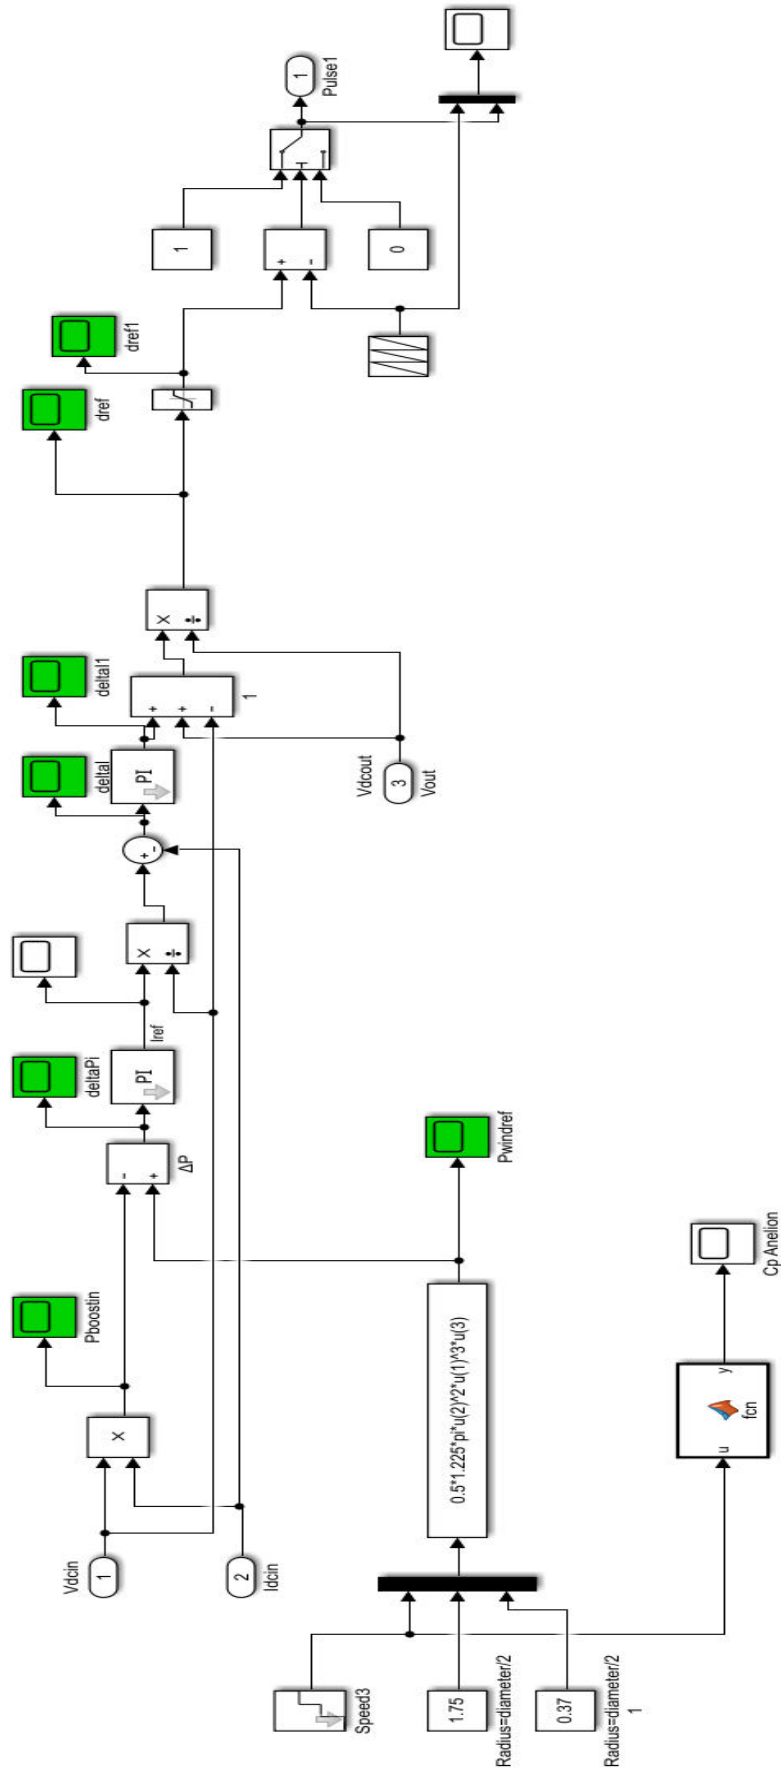 Vdcin
1
2
Idcin
X
Pboostin
-
+
ΔP
deltaPi
PI
Iref
X
÷
+
-
deltaI
PI
deltaI1
+
+
-
1
Vdcout
3
Vout
X
÷
dref
dref1
1
+
-
0
1
Pulse1
Speed3
1.75
Radius=diameter/2
0.37
Radius=diameter/2
1
0.5*1.225*pi*u(2)^2*u(1)^3*u(3)
Pwindref
u
fcn
y
Cp Anelion